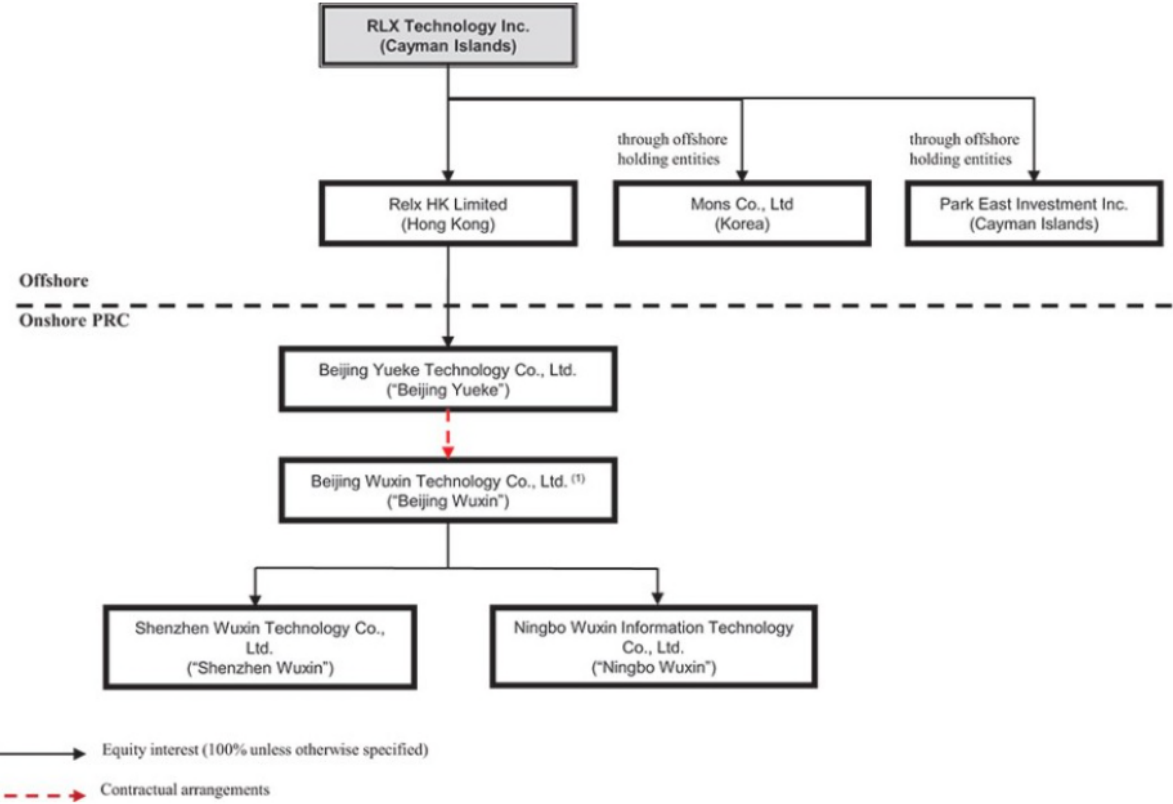 RLX Technology Inc.
(Cayman Islands)
through offshore
holding entities
through offshore
holding entities
Relx HK Limited
(Hong Kong)
Mons Co., Ltd
(Korea)
Park East Investment Inc.
(Cayman Islands)
Offshore
Onshore PRC
Beijing Yueke Technology Co., Ltd.
(“Beijing Yueke”)
Beijing Wuxin Technology Co., Ltd. (1)
(“Beijing Wuxin”)
Shenzhen Wuxin Technology Co.,
Ltd.
(“Shenzhen Wuxin”)
Ningbo Wuxin Information Technology
Co., Ltd.
(“Ningbo Wuxin”)
Equity interest (100% unless otherwise specified)
Contractual arrangements